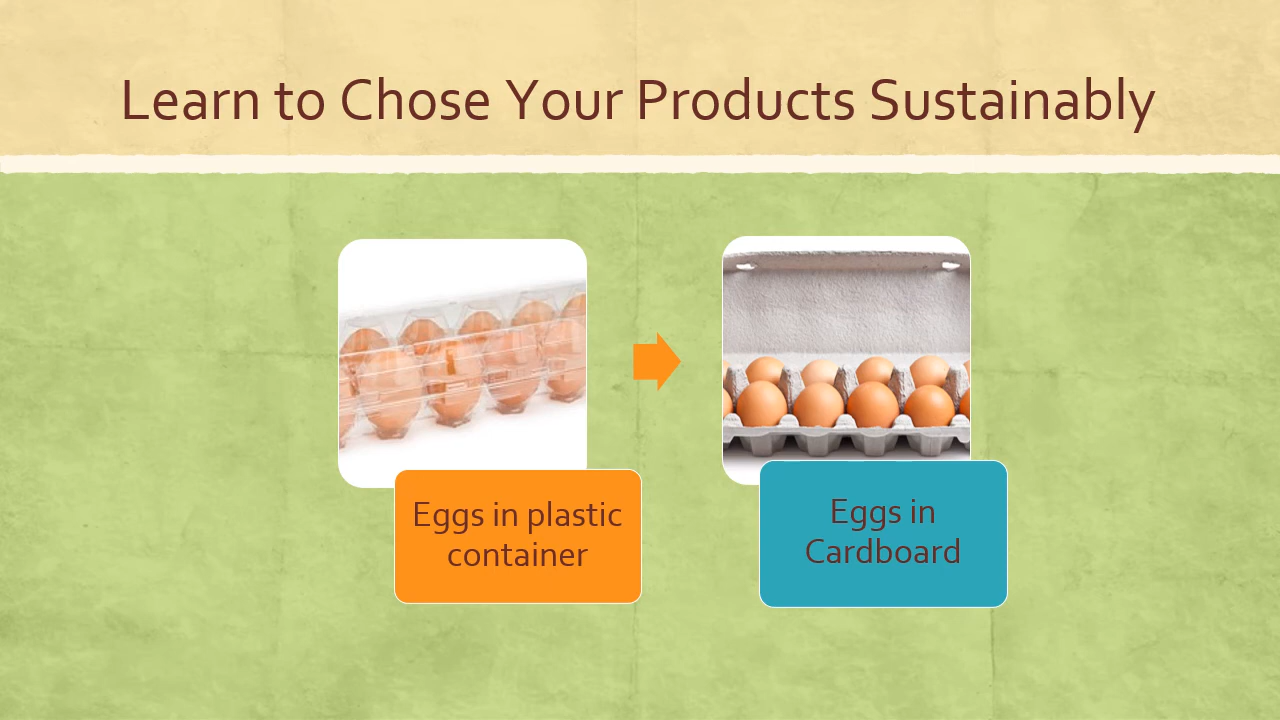 Learn to Chose Your Products Sustainably
Eggs in plastic
container
Eggs in
Cardboard